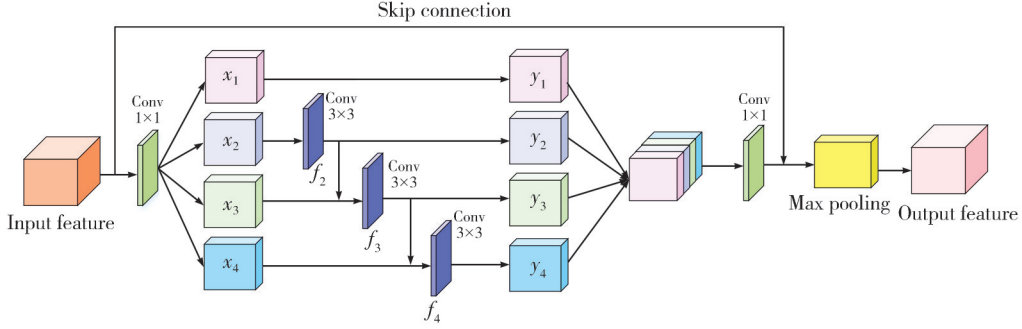 Skip connection
Conv
1×1
x1
y1
Conv
3×3
x2
f2
y2
Conv
3×3
x3
f3
y3
Conv
3×3
x4
f4
y4
Conv
1×1
Input feature
Max pooling
Output feature